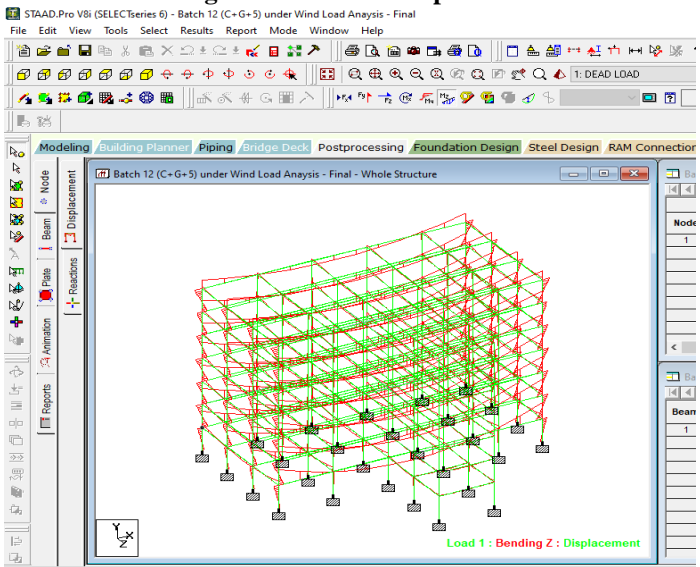 STAAD.Pro V8i (SELECTseries 6) - Batch 12 (C+G+5) under Wind Load Anaysis - Final
File Edit View Tools Select Results Report Mode Window Help
1: DEAD LOAD
Modeling Building Planner Piping Bridge Deck Postprocessing Foundation Design Steel Design RAM Connection
Batch 12 (C+G+5) under Wind Load Anaysis - Final - Whole Structure
Node
Beam
Plate
Animation
Reports
Displacement
Reactions
Y
X
Z
Load 1 : Bending Z : Displacement
Ba
Node
1
Ba
Beam
1